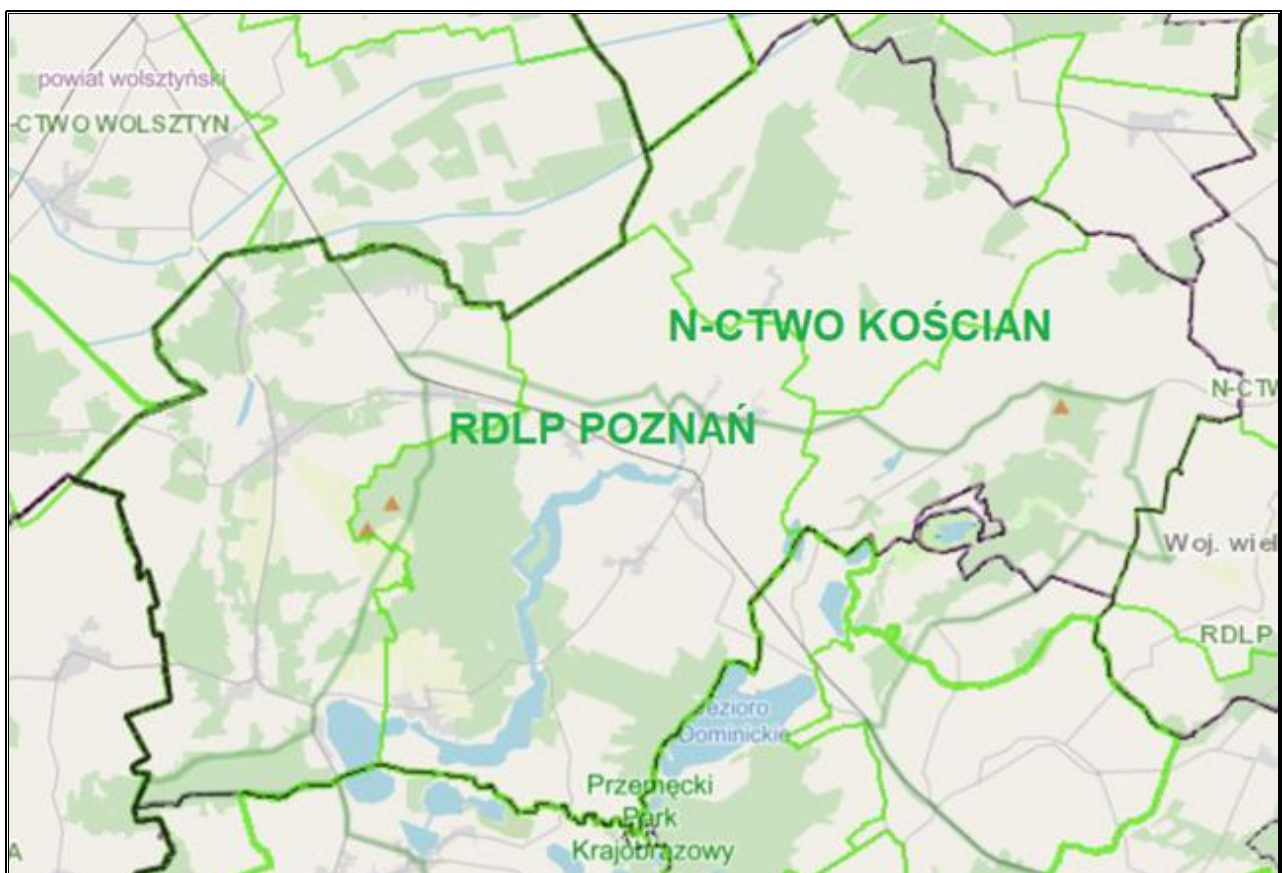 powiat wolsztyński
-CTWO WOLSZTYN
N-CTWO KOŚCIAN
N-CTW
RDLP POZNAŃ
Woj. wiel
RDLP
Jezioro
Dominickie
Przemęcki
Park
Krajobrazowy
A